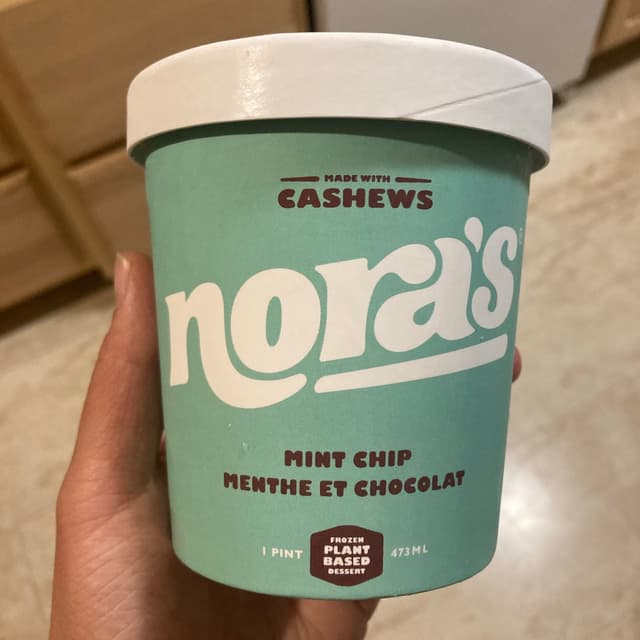 MADE WITH
CASHEWS
nora's
MINT CHIP
MENTHE ET CHOCOLAT
1 PINT
FROZEN
PLANT
BASED
DESSERT
473 ML